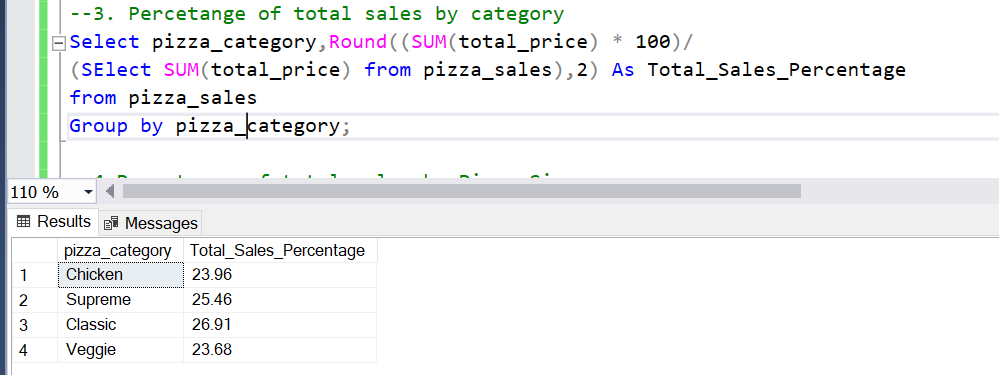 --3. Percetange of total sales by category
Select pizza_category,Round((SUM(total_price) * 100)/
(SElect SUM(total_price) from pizza_sales),2) As Total_Sales_Percentage
from pizza_sales
Group by pizza_category;
110 %
Results Messages
pizza_category Total_Sales_Percentage
1 Chicken 23.96
2 Supreme 25.46
3 Classic 26.91
4 Veggie 23.68